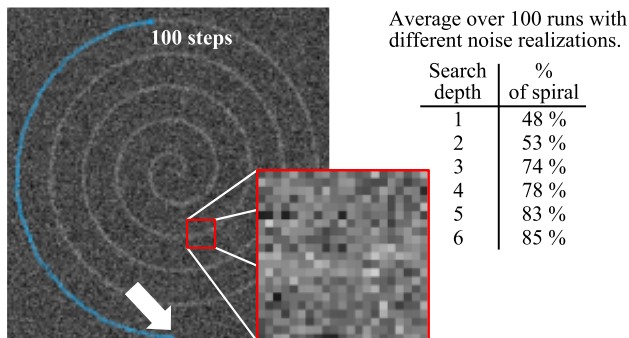 100 steps
Average over 100 runs with
different noise realizations.
Search %
depth of spiral
1 48 %
2 53 %
3 74 %
4 78 %
5 83 %
6 85 %